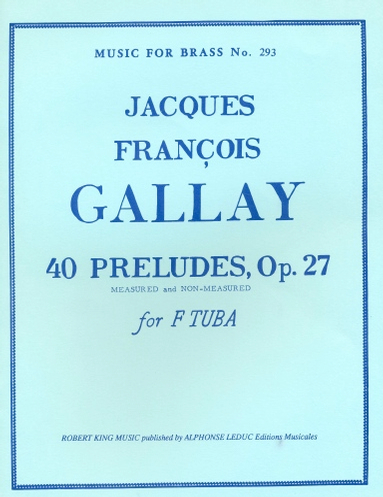 MUSIC FOR BRASS No. 293
JACQUES
FRANÇOIS
GALLAY
40 PRELUDES, Op. 27
MEASURED and NON-MEASURED
for F TUBA
ROBERT KING MUSIC published by ALPHONSE LEDUC Editions Musicales